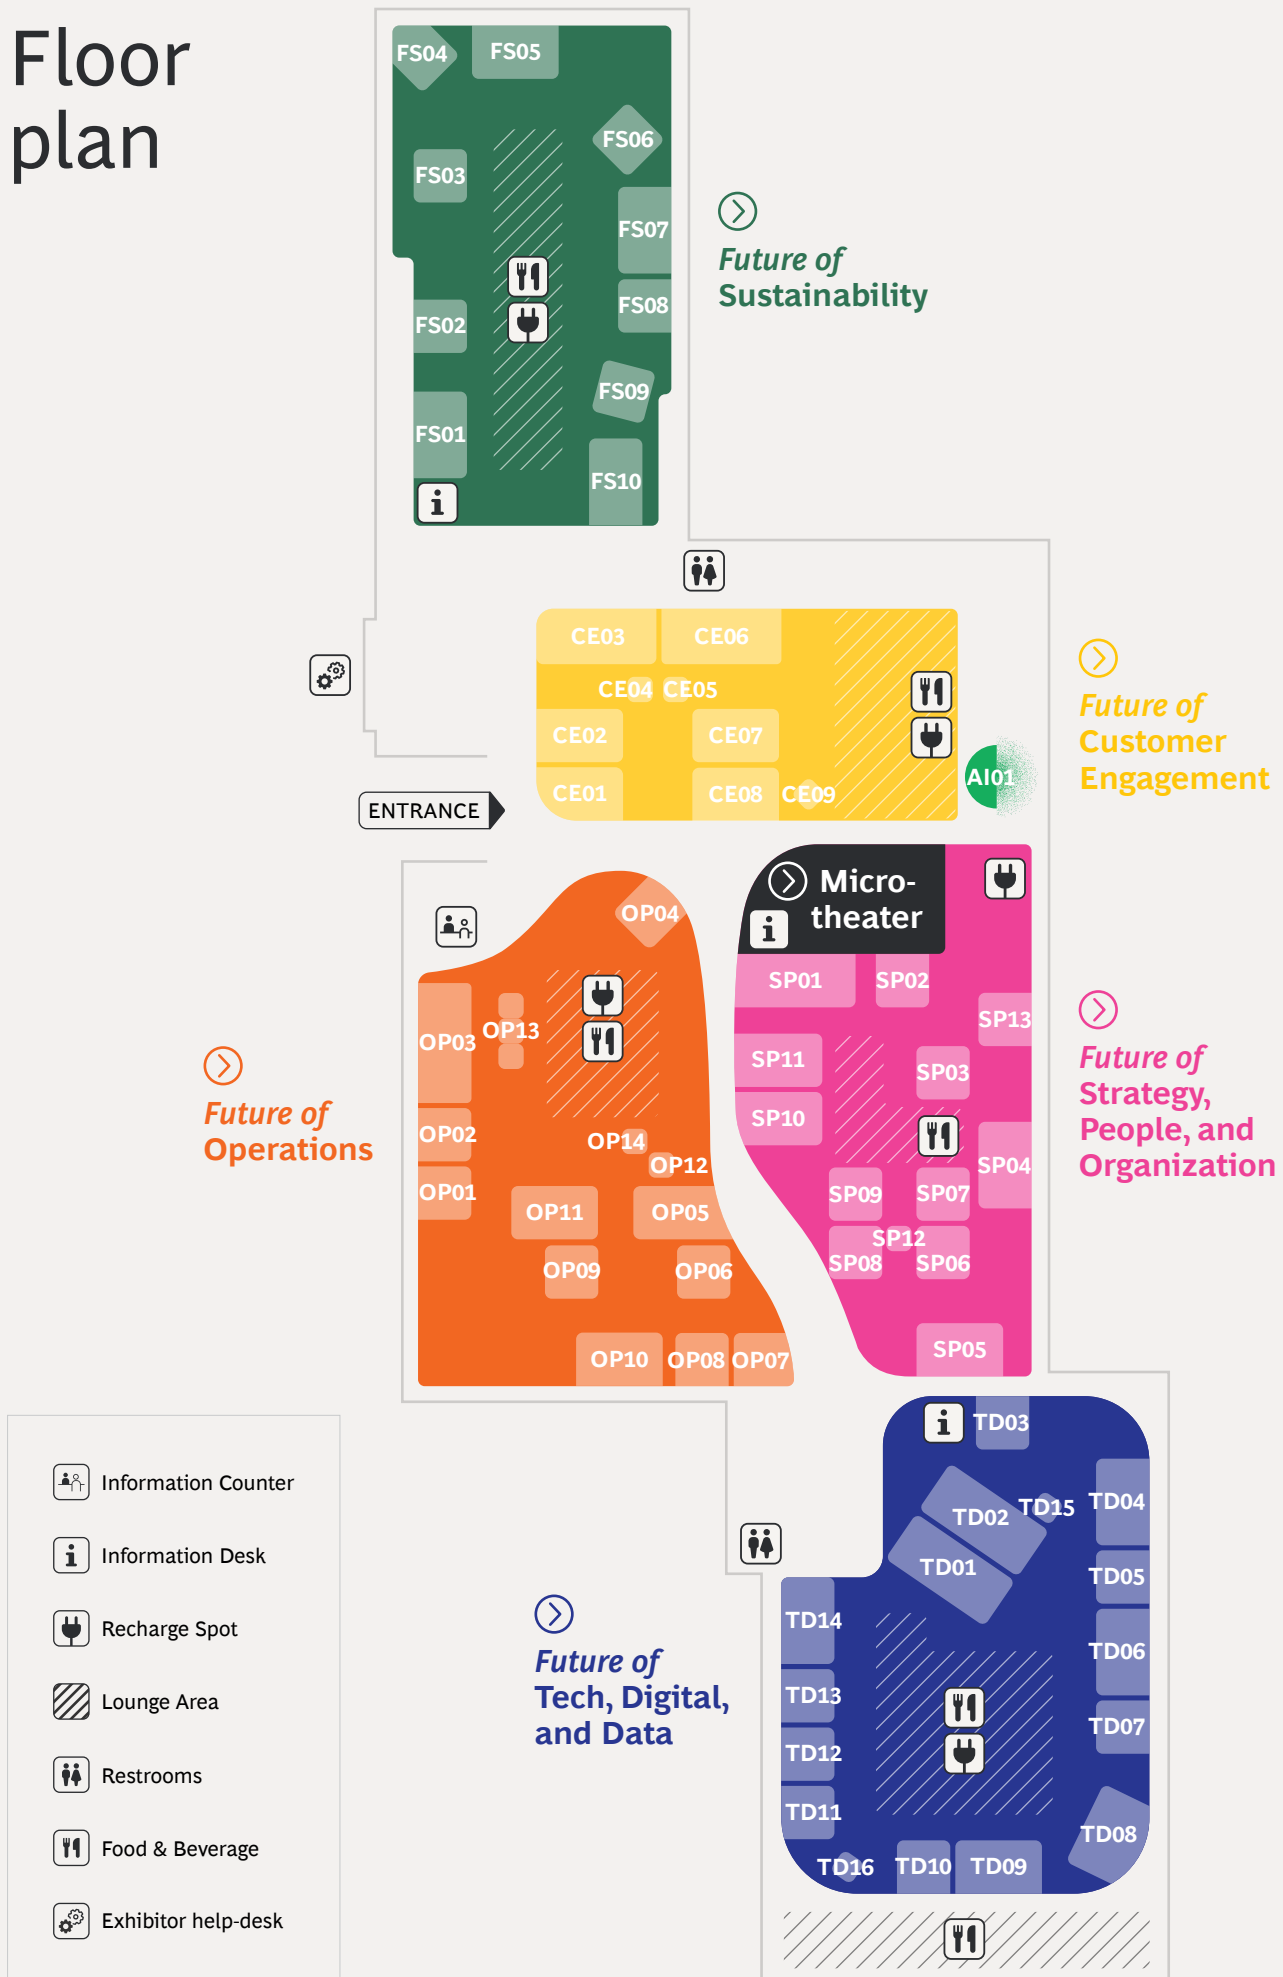 Floor
plan
FS04
FS05
FS06
FS03
FS07
FS08
FS02
FS09
FS01
FS10
Future of
Sustainability
CE03
CE06
CE04
CE05
CE02
CE07
CE01
CE08
CE09
AI01
Future of
Customer
Engagement
ENTRANCE
Micro-
theater
OP04
OP03
OP13
OP02
OP14
OP12
OP01
OP11
OP05
OP09
OP06
OP10
OP08
OP07
Future of
Operations
SP01
SP02
SP13
SP11
SP03
SP10
SP04
SP09
SP07
SP12
SP08
SP06
SP05
Future of
Strategy,
People, and
Organization
TD03
TD02
TD15
TD04
TD01
TD05
TD14
TD06
TD13
TD07
TD12
TD11
TD08
TD16
TD10
TD09
Future of
Tech, Digital,
and Data
Information Counter
Information Desk
Recharge Spot
Lounge Area
Restrooms
Food & Beverage
Exhibitor help-desk